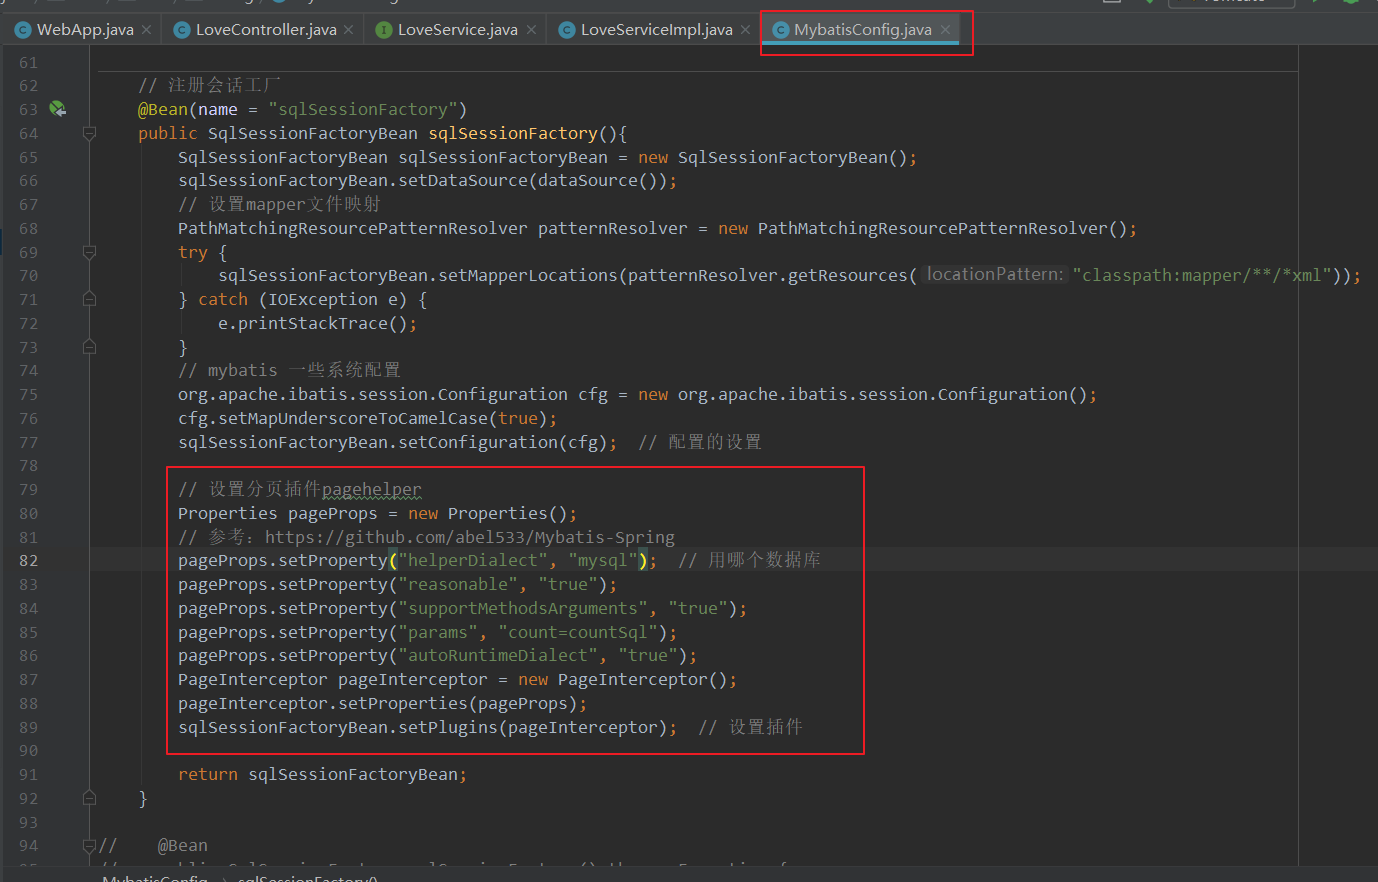 WebApp.java LoveController.java LoveService.java LoveServiceImpl.java MybatisConfig.java
61
62 // 注册会话工厂
63 @Bean(name = "sqlSessionFactory")
64 public SqlSessionFactoryBean sqlSessionFactory(){
65 SqlSessionFactoryBean sqlSessionFactoryBean = new SqlSessionFactoryBean();
66 sqlSessionFactoryBean.setDataSource(dataSource());
67 // 设置mapper文件映射
68 PathMatchingResourcePatternResolver patternResolver = new PathMatchingResourcePatternResolver();
69 try {
70 sqlSessionFactoryBean.setMapperLocations(patternResolver.getResources( locationPattern: "classpath:mapper/**/*xml"));
71 } catch (IOException e) {
72 e.printStackTrace();
73 }
74 // mybatis 一些系统配置
75 org.apache.ibatis.session.Configuration cfg = new org.apache.ibatis.session.Configuration();
76 cfg.setMapUnderscoreToCamelCase(true);
77 sqlSessionFactoryBean.setConfiguration(cfg); // 配置的设置
78
79 // 设置分页插件pagehelper
80 Properties pageProps = new Properties();
81 // 参考：https://github.com/abel533/Mybatis-Spring
82 pageProps.setProperty("helperDialect", "mysql"); // 用哪个数据库
83 pageProps.setProperty("reasonable", "true");
84 pageProps.setProperty("supportMethodsArguments", "true");
85 pageProps.setProperty("params", "count=countSql");
86 pageProps.setProperty("autoRuntimeDialect", "true");
87 PageInterceptor pageInterceptor = new PageInterceptor();
88 pageInterceptor.setProperties(pageProps);
89 sqlSessionFactoryBean.setPlugins(pageInterceptor); // 设置插件
90
91 return sqlSessionFactoryBean;
92 }
93
94 // @Bean
MybatisConfig > sqlSessionFactory()